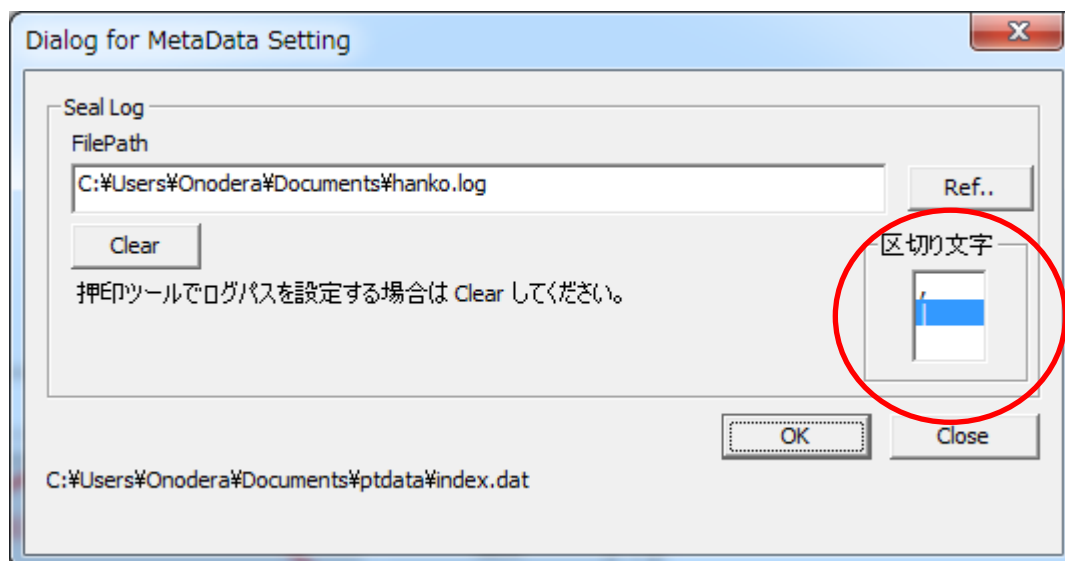 Dialog for MetaData Setting
Seal Log
FilePath
C:¥Users¥Onodera¥Documents¥hanko.log
Ref..
Clear
区切り文字
,
|
押印ツールでログパスを設定する場合は Clear してください。
OK
Close
C:¥Users¥Onodera¥Documents¥ptdata¥index.dat